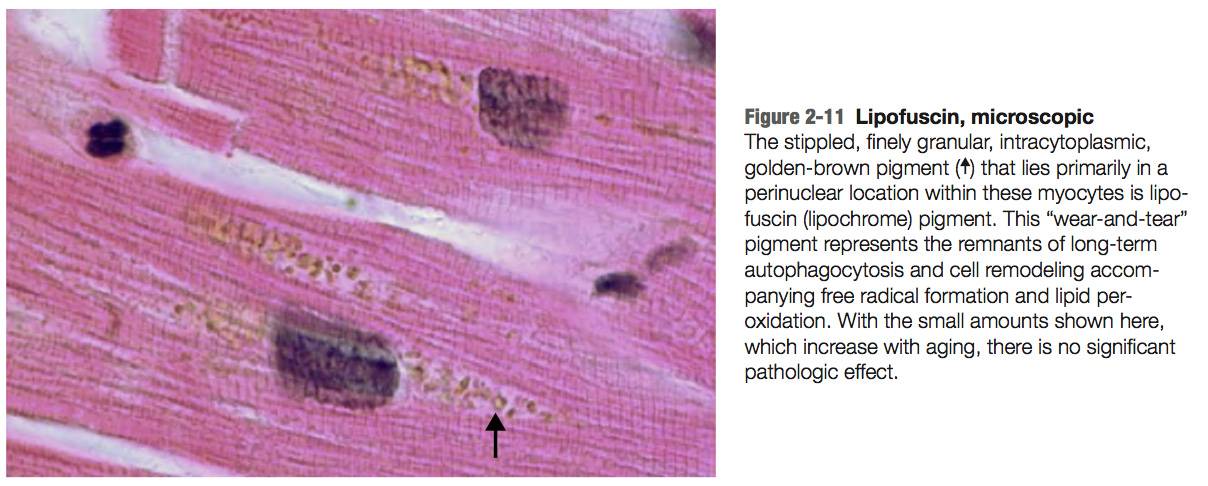 Figure 2-11 Lipofuscin, microscopic
The stippled, finely granular, intracytoplasmic,
golden-brown pigment (↑) that lies primarily in a
perinuclear location within these myocytes is lipo-
fuscin (lipochrome) pigment. This “wear-and-tear”
pigment represents the remnants of long-term
autophagocytosis and cell remodeling accom-
panying free radical formation and lipid per-
oxidation. With the small amounts shown here,
which increase with aging, there is no significant
pathologic effect.